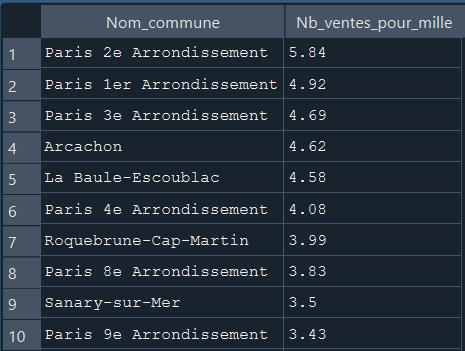 Nom_commune Nb_ventes_pour_mille
1 Paris 2e Arrondissement 5.84
2 Paris 1er Arrondissement 4.92
3 Paris 3e Arrondissement 4.69
4 Arcachon 4.62
5 La Baule-Escoublac 4.58
6 Paris 4e Arrondissement 4.08
7 Roquebrune-Cap-Martin 3.99
8 Paris 8e Arrondissement 3.83
9 Sanary-sur-Mer 3.5
10 Paris 9e Arrondissement 3.43